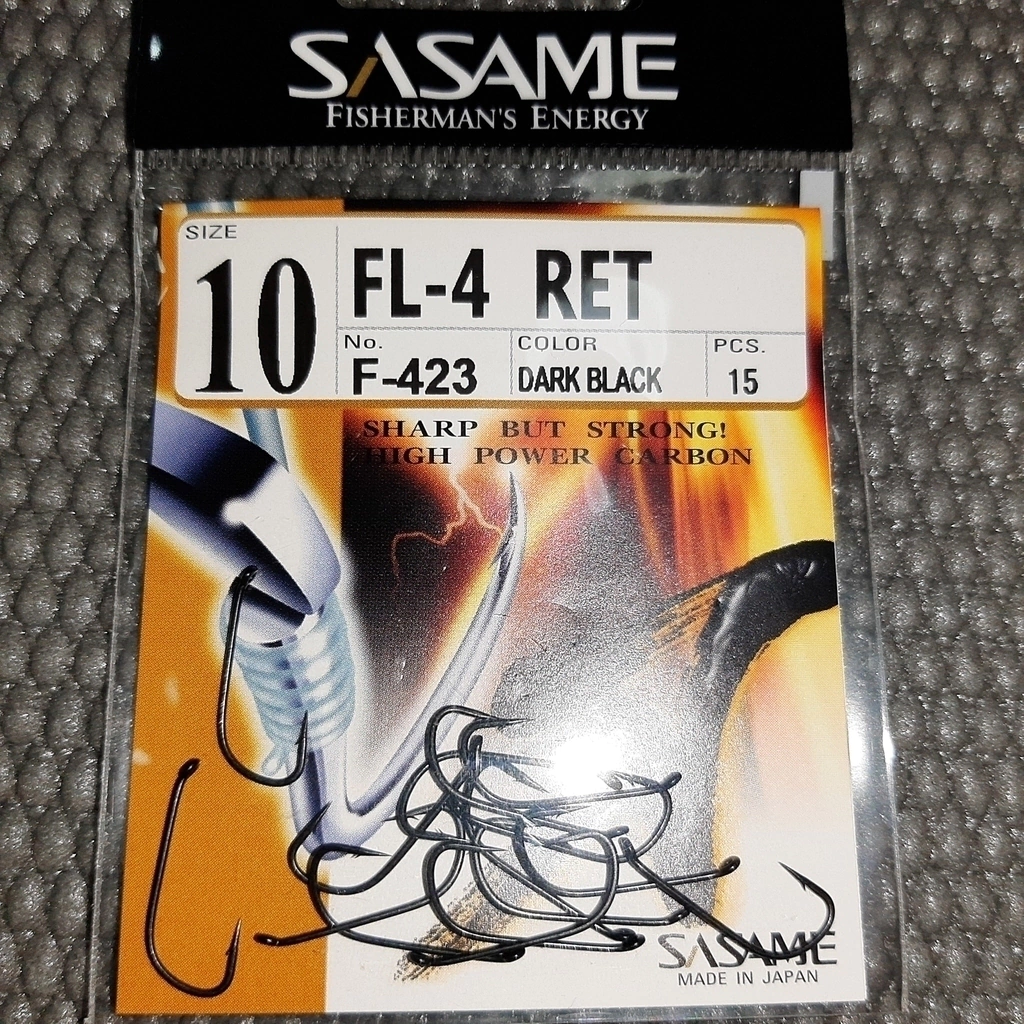 SASAME
FISHERMAN'S ENERGY
SIZE
10
FL-4 RET
No.
F-423
COLOR
DARK BLACK
PCS.
15
SHARP BUT STRONG!
HIGH POWER CARBON
SASAME
MADE IN JAPAN